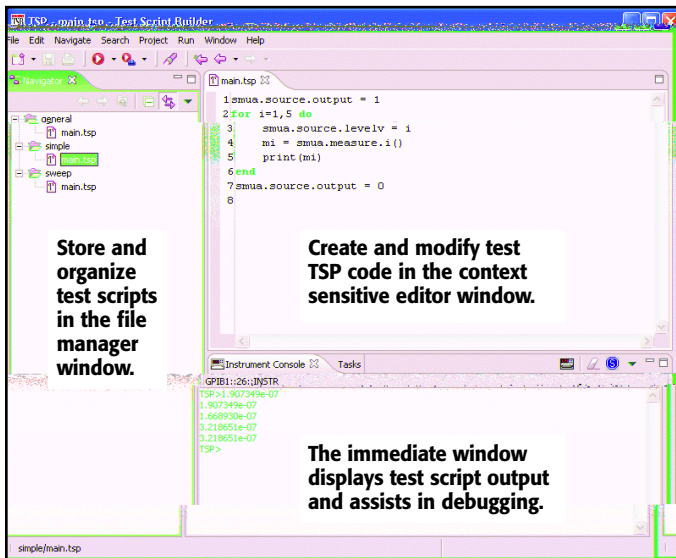 TSP - main.tsp - Test Script Builder
File Edit Navigate Search Project Run Window Help
Navigator
main.tsp
general
main.tsp
simple
main.tsp
sweep
main.tsp
1 smua.source.output = 1
2 for i=1,5 do
3 smua.source.levelv = i
4 mi = smua.measure.i()
5 print(mi)
6 end
7 smua.source.output = 0
8
Store and
organize
test scripts
in the file
manager
window.
Create and modify test
TSP code in the context
sensitive editor window.
Instrument Console Tasks
GPIB1::26::INSTR
TSP>1.907349e-07
1.907349e-07
1.668930e-07
3.218651e-07
3.218651e-07
TSP>
The immediate window
displays test script output
and assists in debugging.
simple/main.tsp